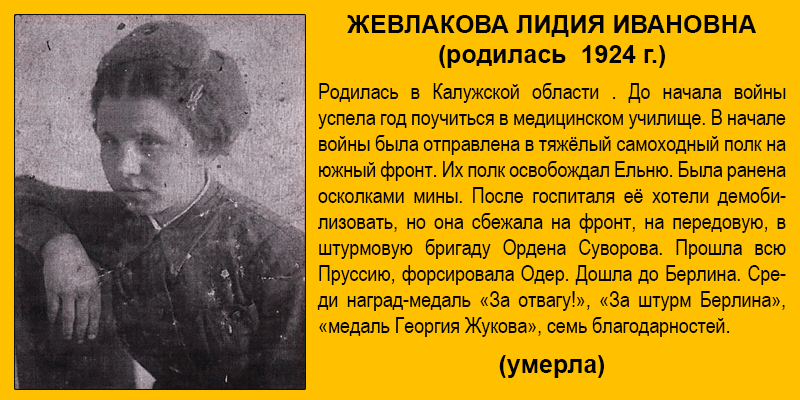 ЖЕВЛАКОВА ЛИДИЯ ИВАНОВНА
(родилась  1924 г.)
Родилась в Калужской области . До начала войны
успела год поучиться в медицинском училище. В начале
войны была отправлена в тяжёлый самоходный полк на
южный фронт. Их полк освобождал Ельню. Была ранена
осколками мины. После госпиталя её хотели демоби-
лизовать, но она сбежала на фронт, на передовую, в
штурмовую бригаду Ордена Суворова. Прошла всю
Пруссию, форсировала Одер. Дошла до Берлина. Сре-
ди наград-медаль «За отвагу!», «За штурм Берлина»,
«медаль Георгия Жукова», семь благодарностей.
(умерла)